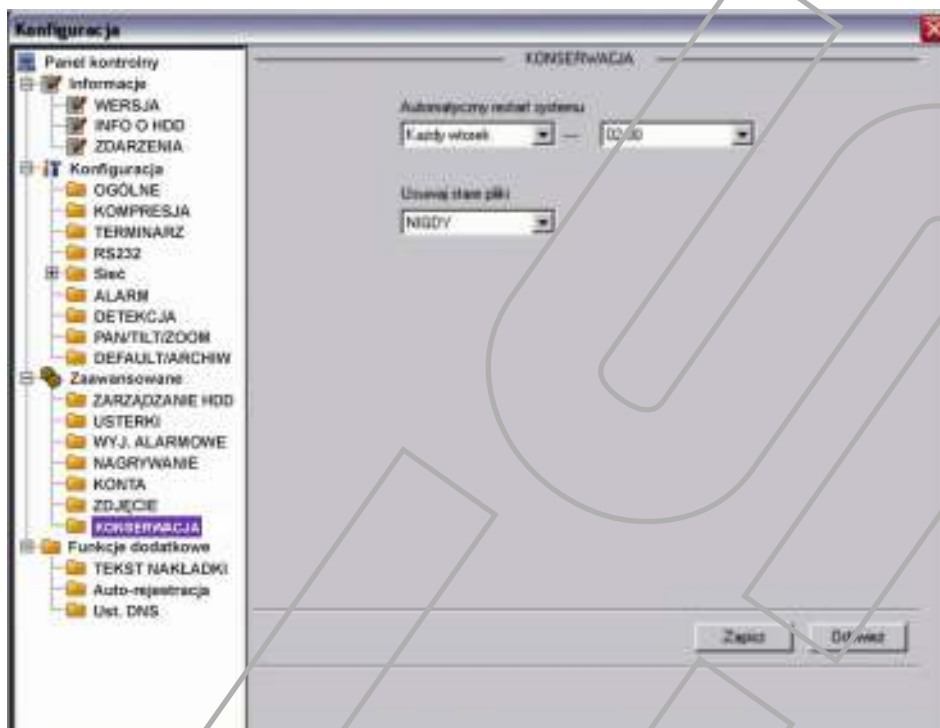 Konfiguracja
Panel kontrolny
Informacje
WERSJA
INFO O HDD
ZDARZENIA
Konfiguracja
OGÓLNE
KOMPRESJA
TERMINARZ
RS232
Sieć
ALARM
DETEKCJA
PAN/TILT/ZOOM
DEFAULT/ARCHIW
Zaawansowane
ZARZĄDZANIE HDD
USTERKI
WYJ. ALARMOWE
NAGRYWANIE
KONTA
ZDJĘCIE
KONSERWACJA
Funkcje dodatkowe
TEKST NAKŁADKI
Auto-rejestracja
Ust. DNS
KONSERWACJA
Automatyczny restart systemu
Każdy wtorek — 02:00
Usuwaj stare pliki
NIGDY
Zapisz Odśwież